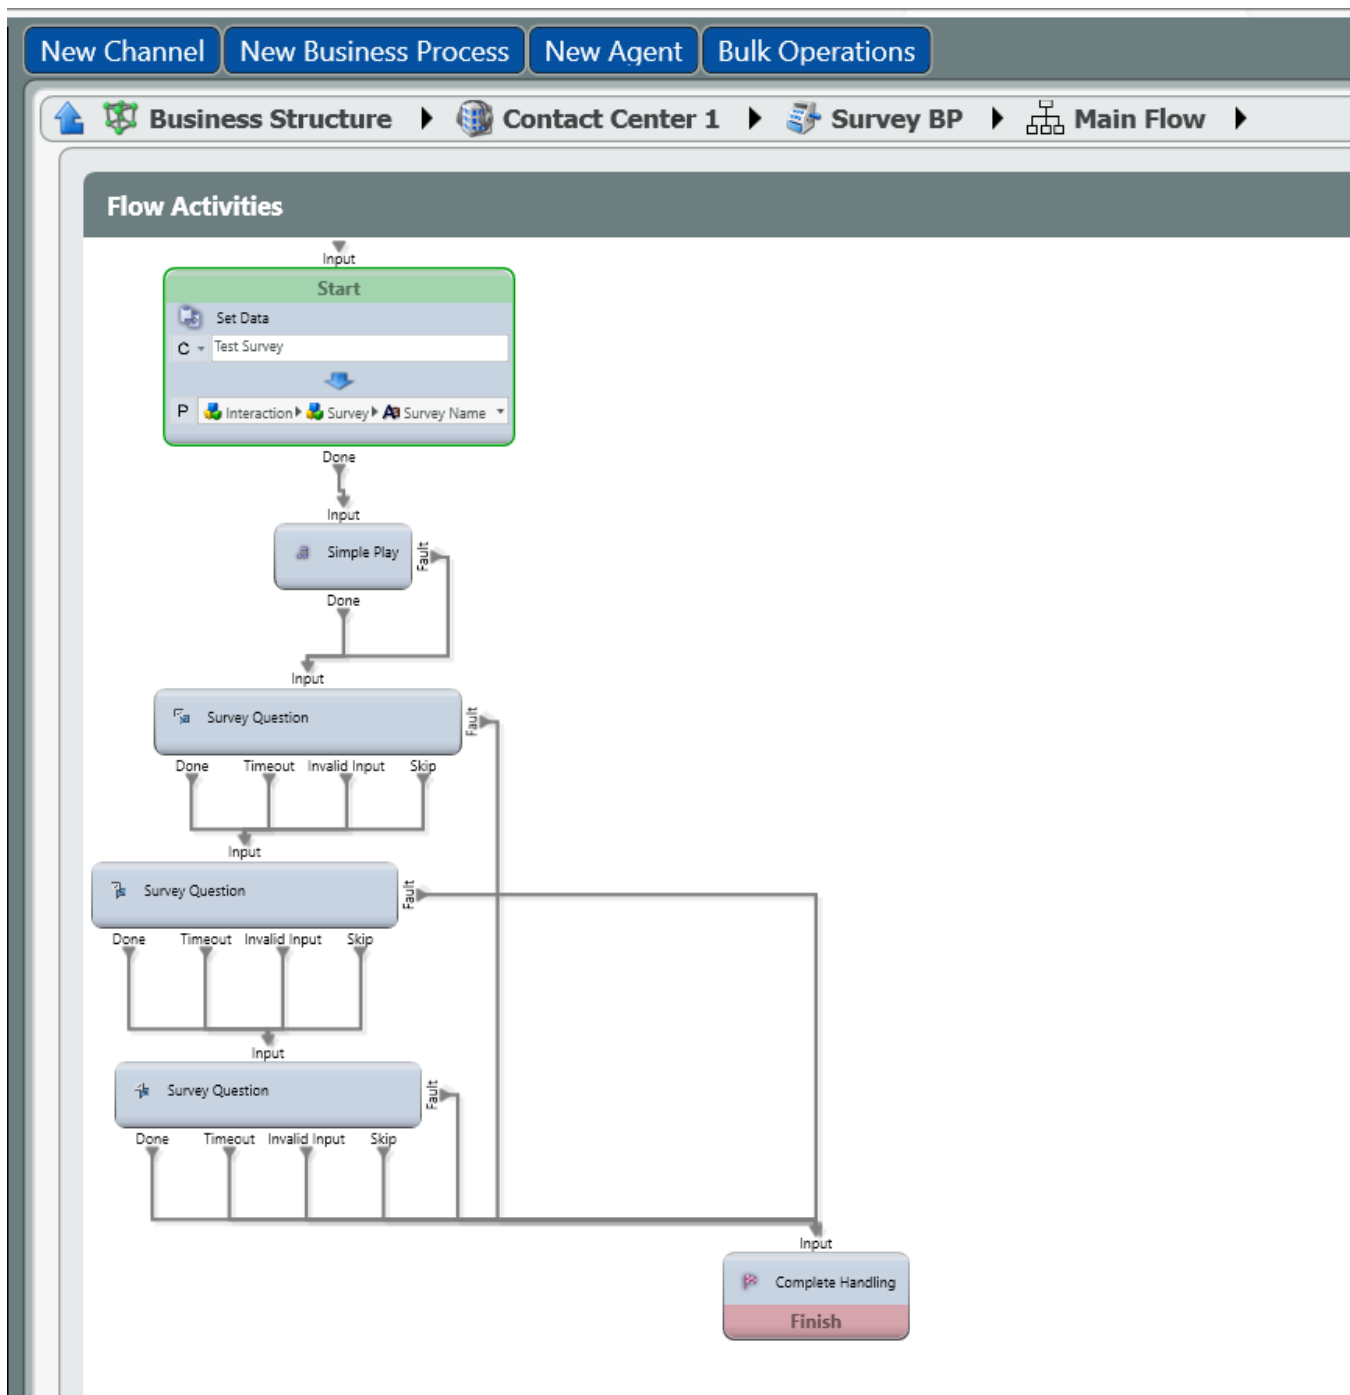 New Channel New Business Process New Agent Bulk Operations
Business Structure Contact Center 1 Survey BP Main Flow
Flow Activities
Input
Start
Set Data
C Test Survey
P Interaction Survey Survey Name
Done
Input
Simple Play Fault
Done
Input
Survey Question Fault
Done Timeout Invalid Input Skip
Input
Survey Question Fault
Done Timeout Invalid Input Skip
Input
Survey Question Fault
Done Timeout Invalid Input Skip
Input
Complete Handling
Finish